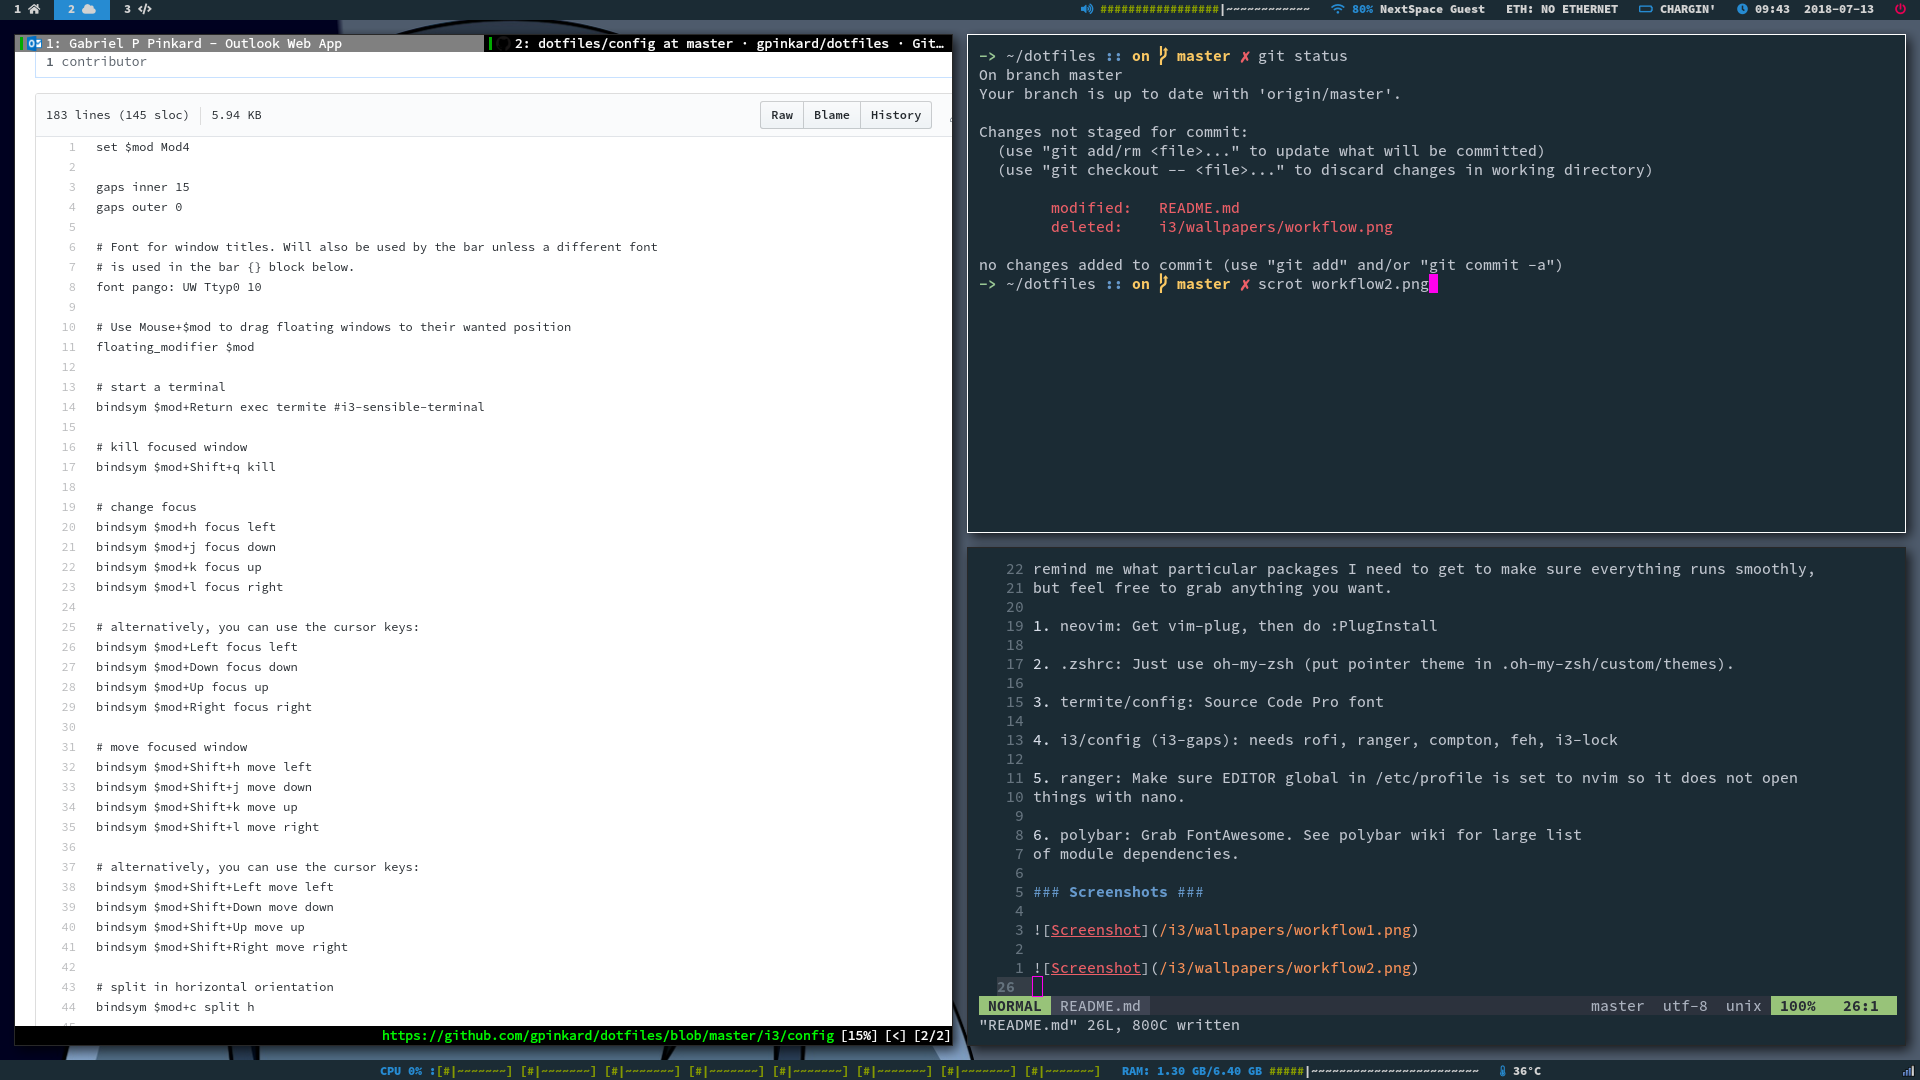 1
2
3 </>
################|~~~~~~~~~~~~ 80% NextSpace Guest ETH: NO ETHERNET CHARGIN' 09:43 2018-07-13
1: Gabriel P Pinkard - Outlook Web App
2: dotfiles/config at master · gpinkard/dotfiles · Git…
1 contributor
183 lines (145 sloc) 5.94 KB
Raw Blame History
1 set $mod Mod4
2
3 gaps inner 15
4 gaps outer 0
5
6 # Font for window titles. Will also be used by the bar unless a different font
7 # is used in the bar {} block below.
8 font pango: UW Ttyp0 10
9
10 # Use Mouse+$mod to drag floating windows to their wanted position
11 floating_modifier $mod
12
13 # start a terminal
14 bindsym $mod+Return exec termite #i3-sensible-terminal
15
16 # kill focused window
17 bindsym $mod+Shift+q kill
18
19 # change focus
20 bindsym $mod+h focus left
21 bindsym $mod+j focus down
22 bindsym $mod+k focus up
23 bindsym $mod+l focus right
24
25 # alternatively, you can use the cursor keys:
26 bindsym $mod+Left focus left
27 bindsym $mod+Down focus down
28 bindsym $mod+Up focus up
29 bindsym $mod+Right focus right
30
31 # move focused window
32 bindsym $mod+Shift+h move left
33 bindsym $mod+Shift+j move down
34 bindsym $mod+Shift+k move up
35 bindsym $mod+Shift+l move right
36
37 # alternatively, you can use the cursor keys:
38 bindsym $mod+Shift+Left move left
39 bindsym $mod+Shift+Down move down
40 bindsym $mod+Shift+Up move up
41 bindsym $mod+Shift+Right move right
42
43 # split in horizontal orientation
44 bindsym $mod+c split h
https://github.com/gpinkard/dotfiles/blob/master/i3/config [15%] [<] [2/2]
-> ~/dotfiles :: on master ✗ git status
On branch master
Your branch is up to date with 'origin/master'.
Changes not staged for commit:
(use "git add/rm <file>..." to update what will be committed)
(use "git checkout -- <file>..." to discard changes in working directory)
modified: README.md
deleted: i3/wallpapers/workflow.png
no changes added to commit (use "git add" and/or "git commit -a")
-> ~/dotfiles :: on master ✗ scrot workflow2.png
22 remind me what particular packages I need to get to make sure everything runs smoothly,
21 but feel free to grab anything you want.
20
19 1. neovim: Get vim-plug, then do :PlugInstall
18
17 2. .zshrc: Just use oh-my-zsh (put pointer theme in .oh-my-zsh/custom/themes).
16
15 3. termite/config: Source Code Pro font
14
13 4. i3/config (i3-gaps): needs rofi, ranger, compton, feh, i3-lock
12
11 5. ranger: Make sure EDITOR global in /etc/profile is set to nvim so it does not open
10 things with nano.
9
8 6. polybar: Grab FontAwesome. See polybar wiki for large list
7 of module dependencies.
6
5 ### Screenshots ###
4
3 ![Screenshot](/i3/wallpapers/workflow1.png)
2
1 ![Screenshot](/i3/wallpapers/workflow2.png)
26
NORMAL README.md master utf-8 unix 100% 26:1
"README.md" 26L, 800C written
CPU 0% :[#|~~~~~~~] [#|~~~~~~~] [#|~~~~~~~] [#|~~~~~~~] [#|~~~~~~~] [#|~~~~~~~] [#|~~~~~~~] [#|~~~~~~~] RAM: 1.30 GB/6.40 GB #####|~~~~~~~~~~~~~~~~~~~~~~~~ 36°C